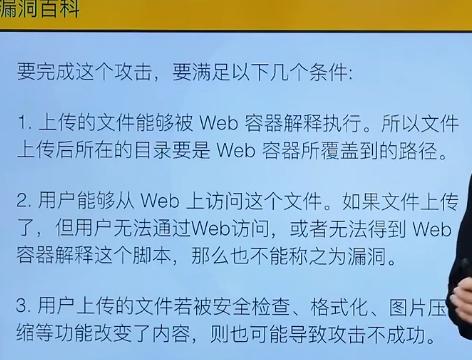 漏洞百科
要完成这个攻击，要满足以下几个条件:
1. 上传的文件能够被 Web 容器解释执行。所以文件
上传后所在的目录要是 Web 容器所覆盖到的路径。
2. 用户能够从 Web 上访问这个文件。如果文件上传
了，但用户无法通过Web访问，或者无法得到 Web
容器解释这个脚本，那么也不能称之为漏洞。
3. 用户上传的文件若被安全检查、格式化、图片压
缩等功能改变了内容，则也可能导致攻击不成功。